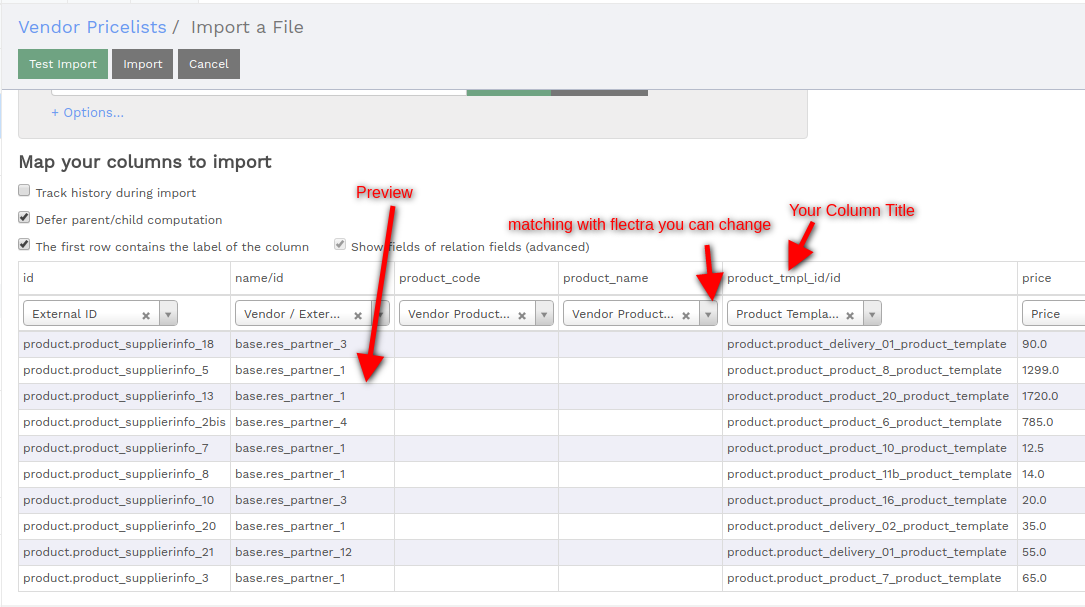 Vendor Pricelists / Import a File
Test Import Import Cancel
+ Options...
Map your columns to import
Track history during import
Preview
Your Column Title
Defer parent/child computation
matching with flectra you can change
The first row contains the label of the column Show fields of relation fields (advanced)
id name/id product_code product_name product_tmpl_id/id price
External ID × Vendor / Exter... × Vendor Product... × Vendor Product... × Product Templa... × Price
product.product_supplierinfo_18 base.res_partner_3 product.product_delivery_01_product_template 90.0
product.product_supplierinfo_5 base.res_partner_1 product.product_product_8_product_template 1299.0
product.product_supplierinfo_13 base.res_partner_1 product.product_product_20_product_template 1720.0
product.product_supplierinfo_2bis base.res_partner_4 product.product_product_6_product_template 785.0
product.product_supplierinfo_7 base.res_partner_1 product.product_product_10_product_template 12.5
product.product_supplierinfo_8 base.res_partner_1 product.product_product_11b_product_template 14.0
product.product_supplierinfo_10 base.res_partner_3 product.product_product_16_product_template 20.0
product.product_supplierinfo_20 base.res_partner_1 product.product_delivery_02_product_template 35.0
product.product_supplierinfo_21 base.res_partner_12 product.product_delivery_01_product_template 55.0
product.product_supplierinfo_3 base.res_partner_1 product.product_product_7_product_template 65.0